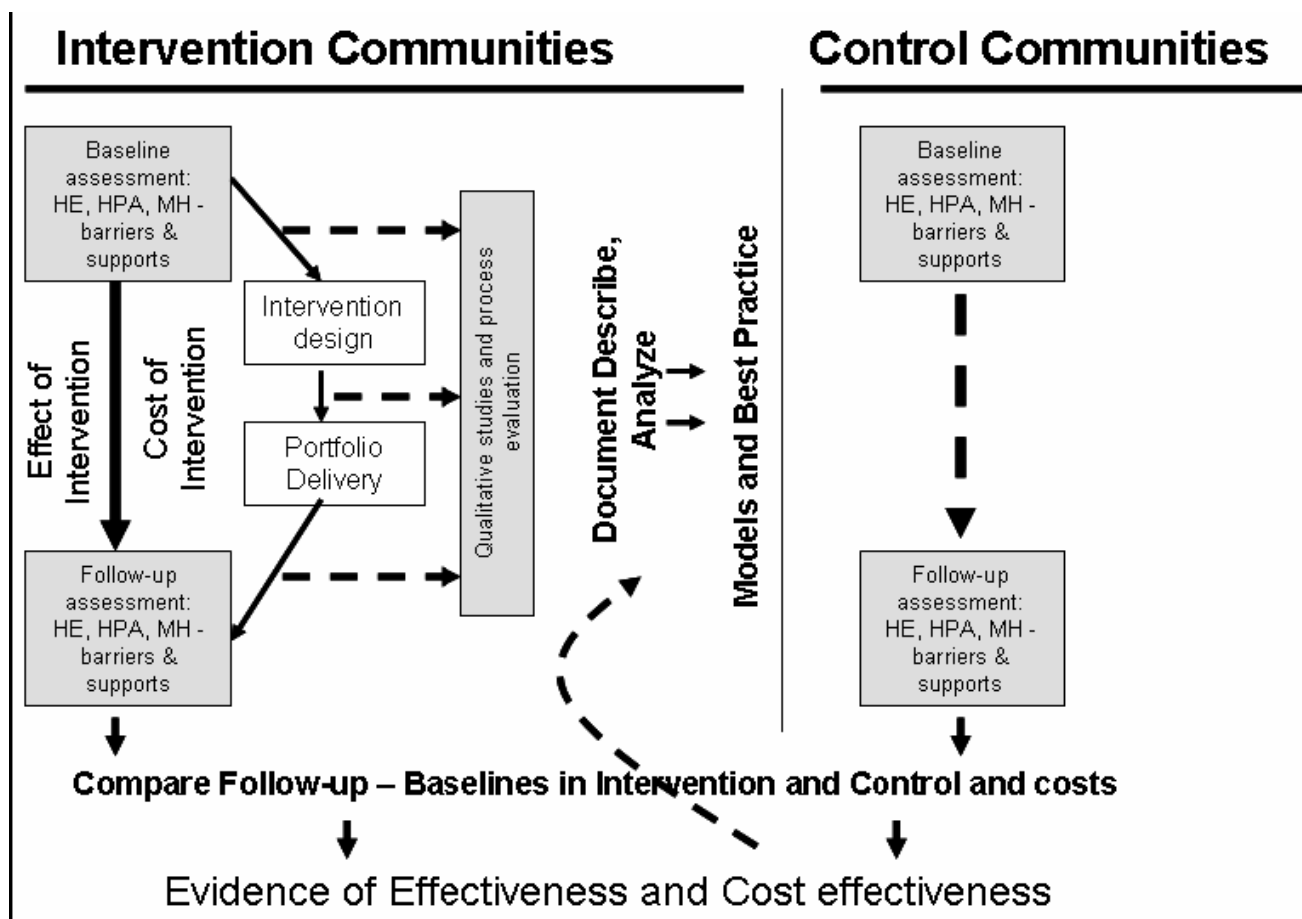 Intervention Communities
Control Communities
Baseline
assessment:
HE, HPA, MH -
barriers &
supports
Intervention
design
Portfolio
Delivery
Effect of
Intervention
Cost of
Intervention
Follow-up
assessment:
HE, HPA, MH -
barriers &
supports
Qualitative studies and process
evaluation
Document Describe,
Analyze
Models and Best Practice
Baseline
assessment:
HE, HPA, MH -
barriers &
supports
Follow-up
assessment:
HE, HPA, MH -
barriers &
supports
Compare Follow-up – Baselines in Intervention and Control and costs
Evidence of Effectiveness and Cost effectiveness